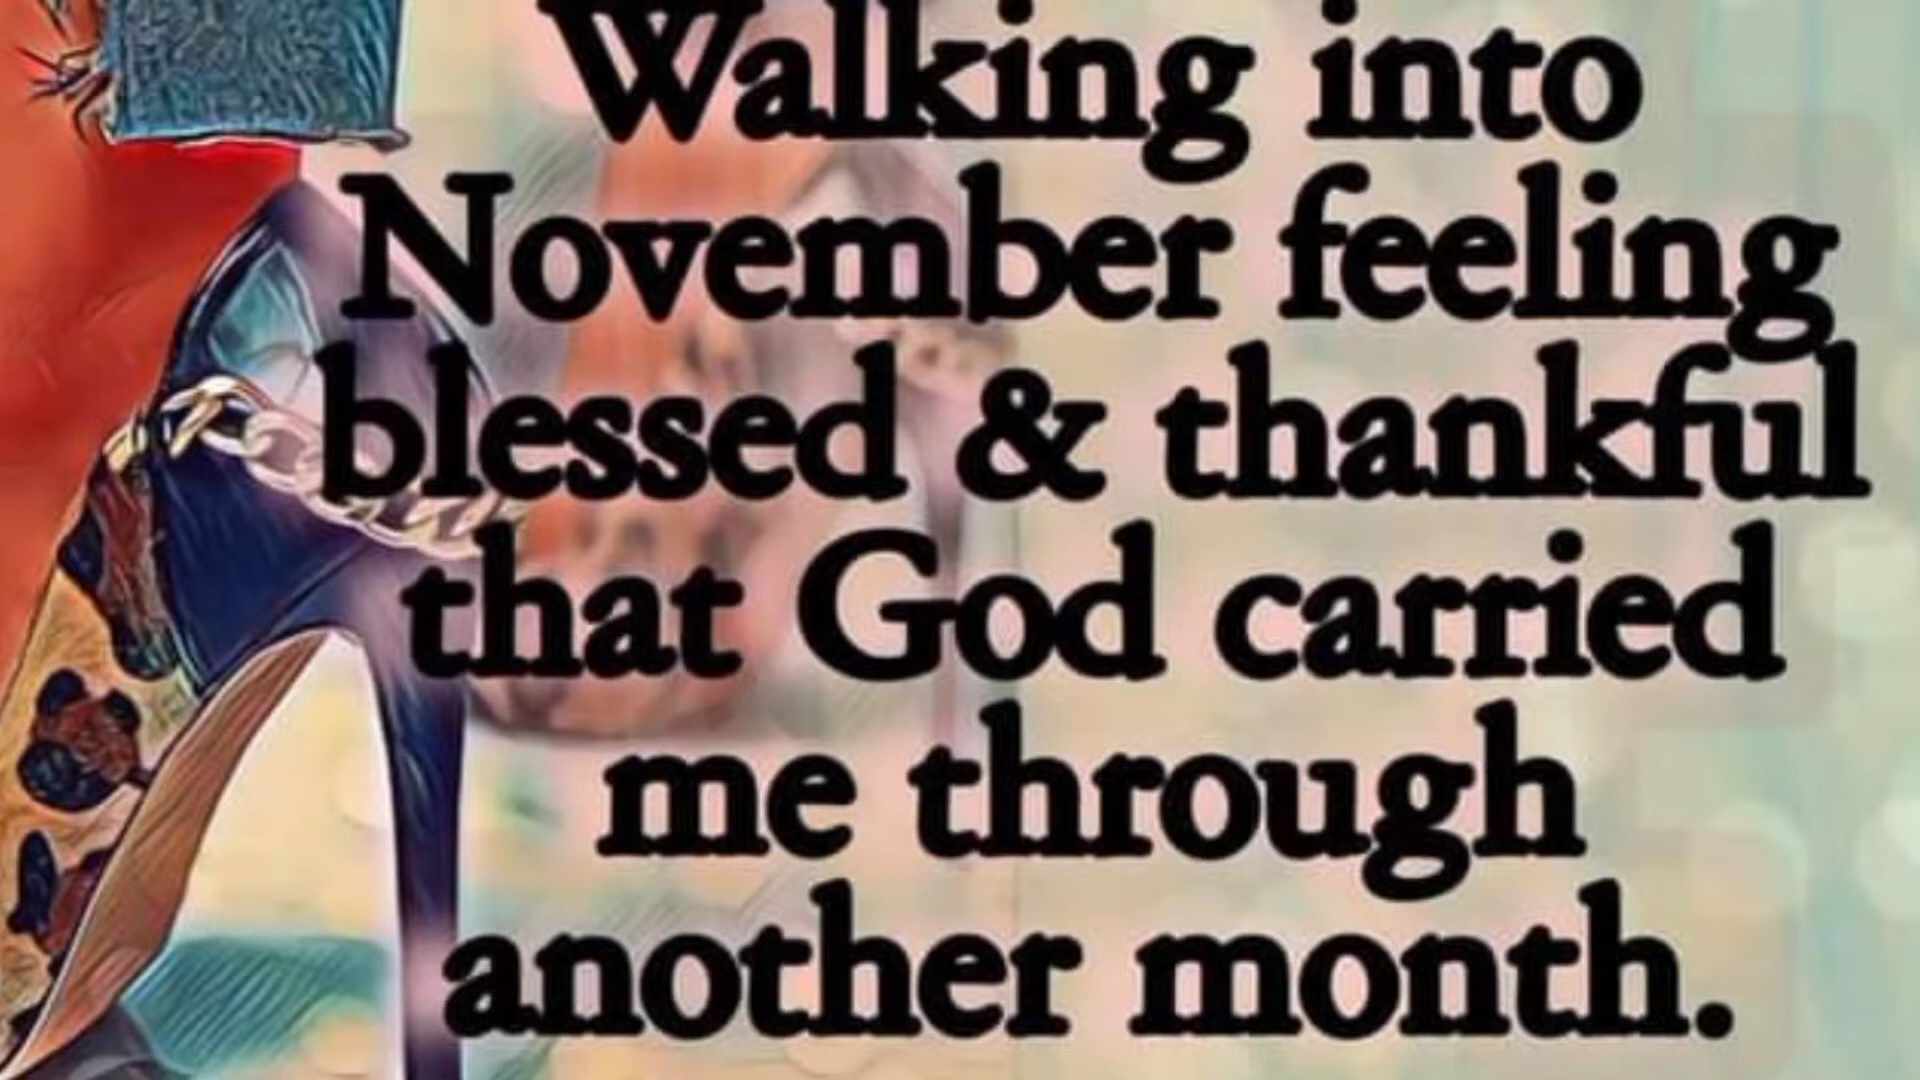 Walking into
November feeling
blessed & thankful
that God carried
me through
another month.